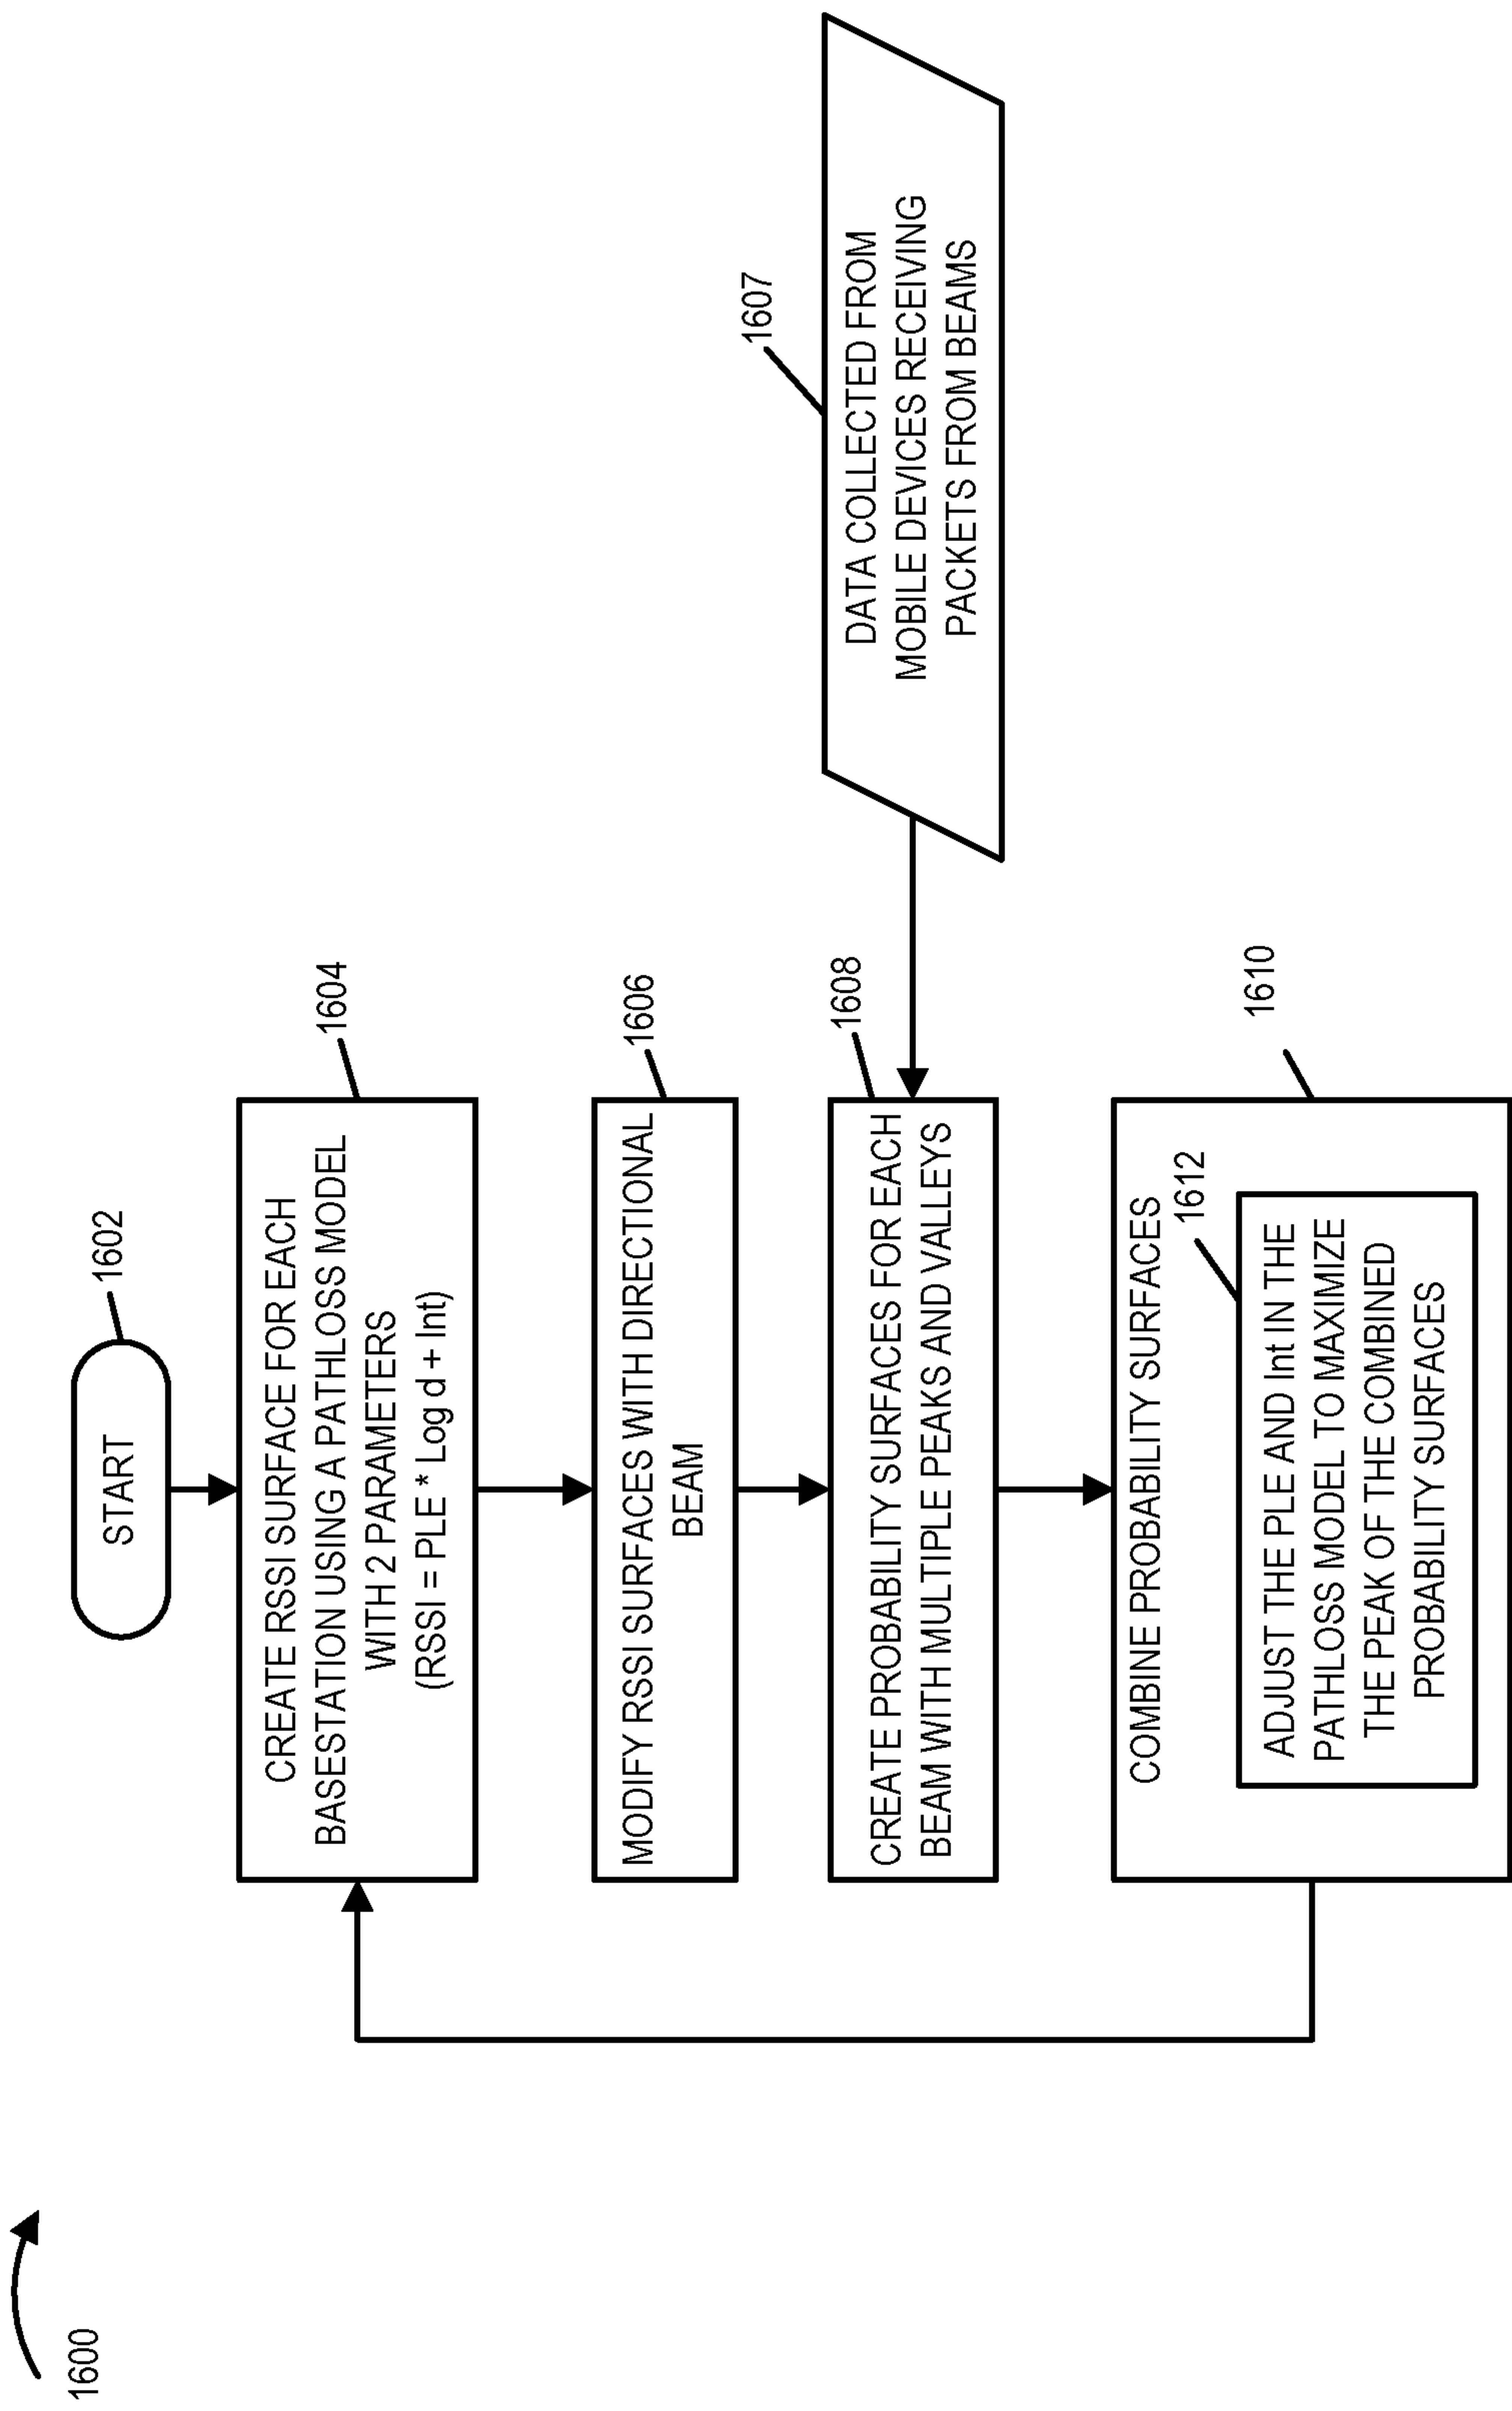 1600
START
1602
CREATE RSSI SURFACE FOR EACH
BASESTATION USING A PATHLOSS MODEL
WITH 2 PARAMETERS
(RSSI = PLE * Log d + Int)
1604
MODIFY RSSI SURFACES WITH DIRECTIONAL
BEAM
1606
DATA COLLECTED FROM
MOBILE DEVICES RECEIVING
PACKETS FROM BEAMS
1607
CREATE PROBABILITY SURFACES FOR EACH
BEAM WITH MULTIPLE PEAKS AND VALLEYS
1608
COMBINE PROBABILITY SURFACES
1610
1612
ADJUST THE PLE AND Int IN THE
PATHLOSS MODEL TO MAXIMIZE
THE PEAK OF THE COMBINED
PROBABILITY SURFACES